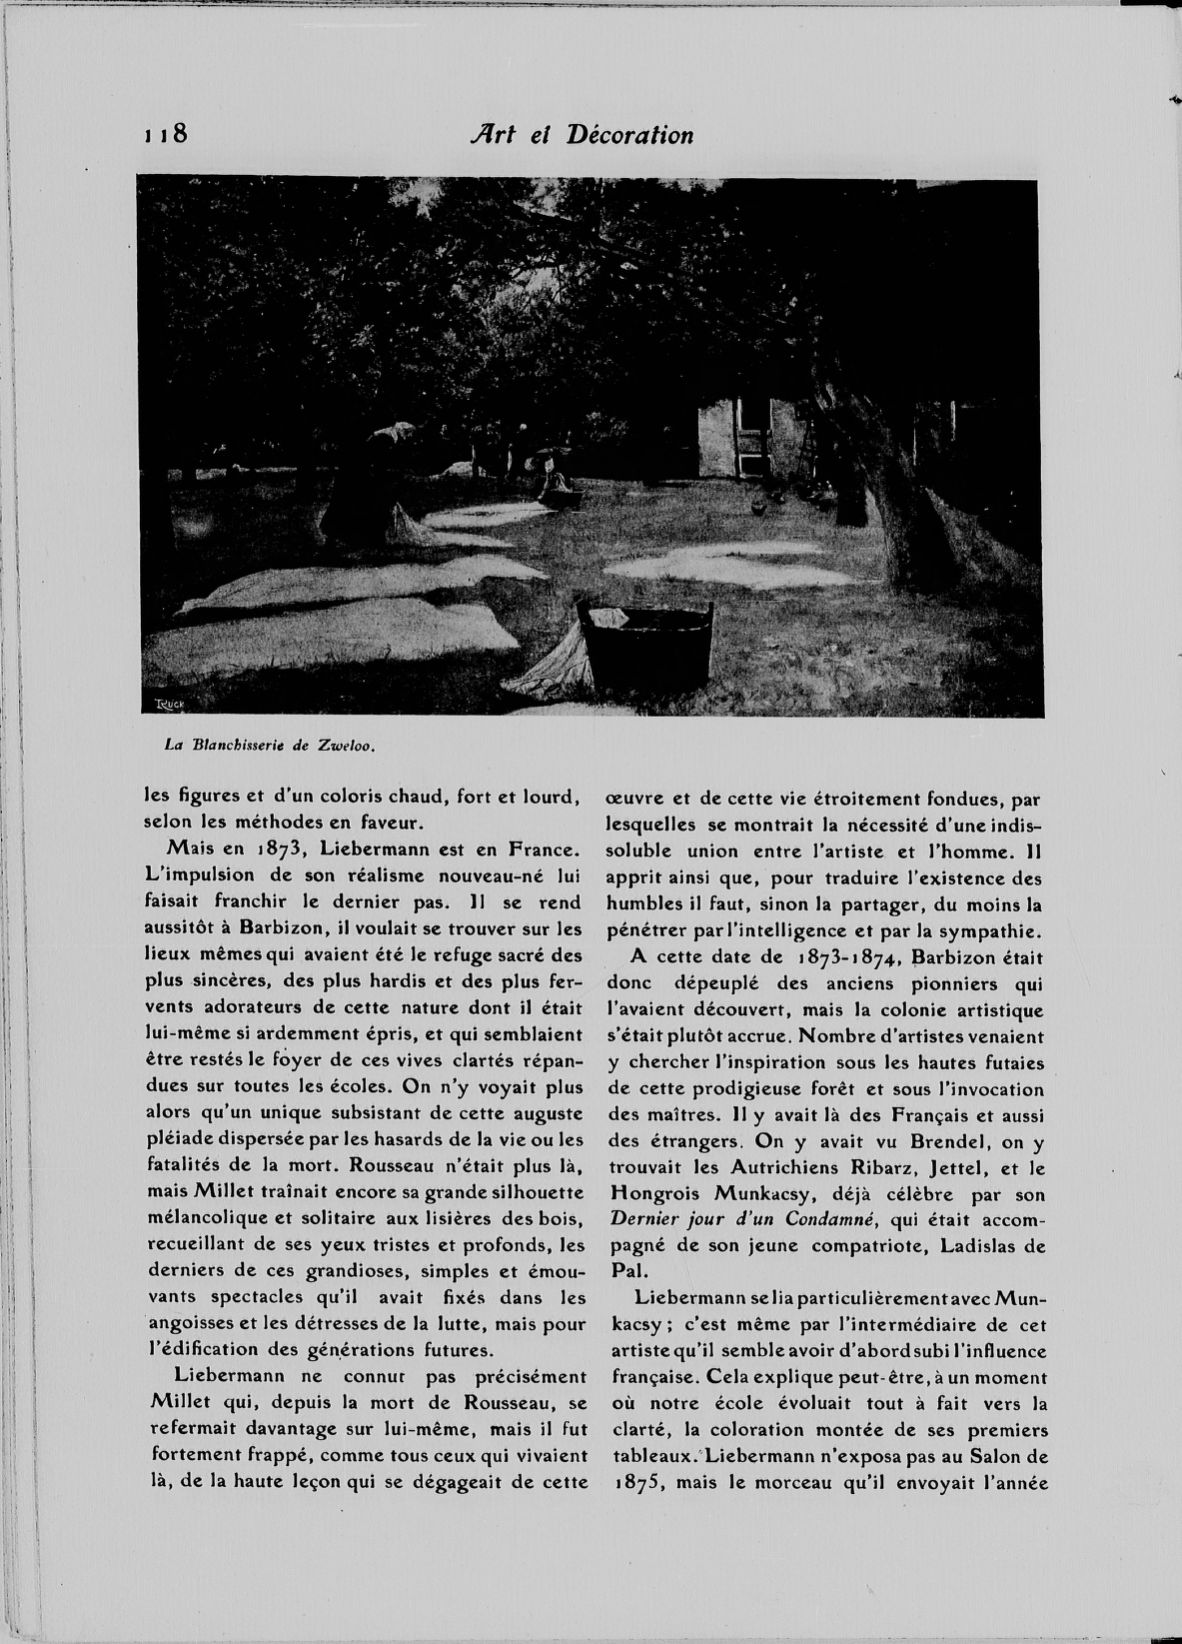 118
Art et Décoration
La Blanchisserie de Zweloo.
les figures et d'un coloris chaud, fort et lourd,
selon les méthodes en faveur.
Mais en 1873, Liebermann est en France.
L'impulsion de son réalisme nouveau-né lui
faisait franchir le dernier pas. Il se rend
aussitôt à Barbizon, il voulait se trouver sur les
lieux mêmes qui avaient été le refuge sacré des
plus sincères, des plus hardis et des plus fer-
vents adorateurs de cette nature dont il était
lui-même si ardemment épris, et qui semblaient
être restés le foyer de ces vives clartés répan-
dues sur toutes les écoles. On n'y voyait plus
alors qu'un unique subsistant de cette auguste
pléiade dispersée par les hasards de la vie ou les
fatalités de la mort. Rousseau n'était plus là,
mais Millet traînait encore sa grande silhouette
mélancolique et solitaire aux lisières des bois,
recueillant de ses yeux tristes et profonds, les
derniers de ces grandioses, simples et émou-
vants spectacles qu'il avait fixés dans les
angoisses et les détresses de la lutte, mais pour
l'édification des générations futures.
Liebermann ne connut pas précisément
Millet qui, depuis la mort de Rousseau, se
refermait davantage sur lui-même, mais il fut
fortement frappé, comme tous ceux qui vivaient
là, de la haute leçon qui se dégageait de cette
œuvre et de cette vie étroitement fondues, par
lesquelles se montrait la nécessité d'une indis-
soluble union entre l'artiste et l'homme. Il
apprit ainsi que, pour traduire l'existence des
humbles il faut, sinon la partager, du moins la
pénétrer par l'intelligence et par la sympathie.
A cette date de 1873-1874, Barbizon était
donc dépeuplé des anciens pionniers qui
l'avaient découvert, mais la colonie artistique
s'était plutôt accrue. Nombre d'artistes venaient
y chercher l'inspiration sous les hautes futaies
de cette prodigieuse forêt et sous l'invocation
des maîtres. Il y avait là des Français et aussi
des étrangers. On y avait vu Brendel, on y
trouvait les Autrichiens Ribarz, Jettel, et le
Hongrois Munkacsy, déjà célèbre par son
Dernier jour d'un Condamné, qui était accom-
pagné de son jeune compatriote, Ladislas de
Pal.
Liebermann se lia particulièrement avec Mun-
kacsy; c'est même par l'intermédiaire de cet
artiste qu'il semble avoir d'abord subi l'influence
française. Cela explique peut-être, à un moment
où notre école évoluait tout à fait vers la
clarté, la coloration montée de ses premiers
tableaux. Liebermann n'exposa pas au Salon de
1875, mais le morceau qu'il envoyait l'année